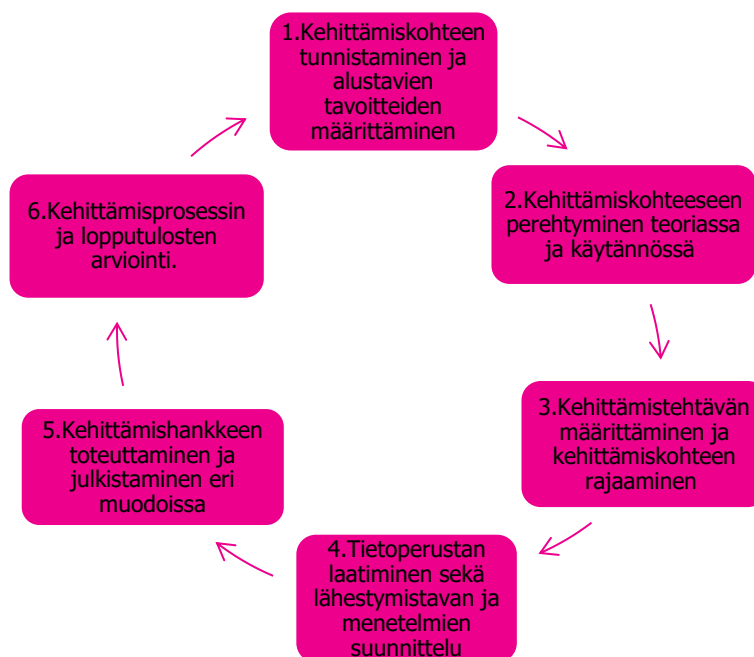 1.Kehittämiskohteen
tunnistaminen ja
alustavien
tavoitteiden
määrittäminen
2.Kehittämiskohteeseen
perehtyminen teoriassa
ja käytännössä
3.Kehittämistehtävän
määrittäminen ja
kehittämiskohteen
rajaaminen
4.Tietoperustan
laatiminen sekä
lähestymistavan ja
menetelmien
suunnittelu
5.Kehittämishankkeen
toteuttaminen ja
julkistaminen eri
muodoissa
6.Kehittämisprosessin
ja lopputulosten
arviointi.